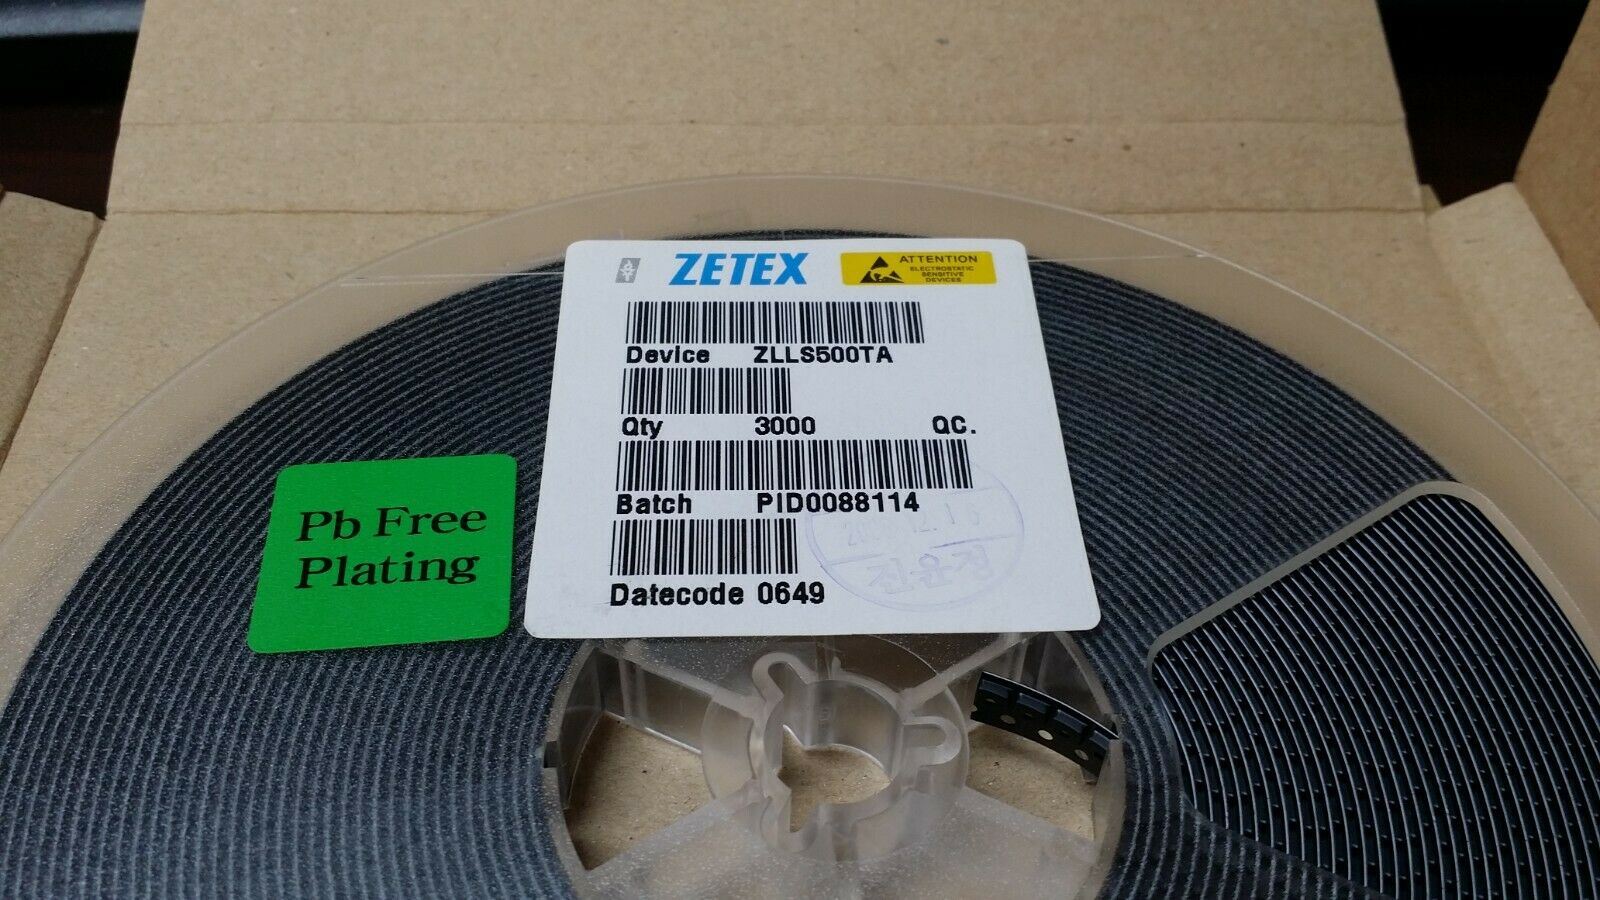 ZETEX
ATTENTION
ELECTROSTATIC
SENSITIVE
DEVICES
Device ZLLS500TA
Qty 3000 QC.
Batch PID0088114
Datecode 0649
Pb Free
Plating